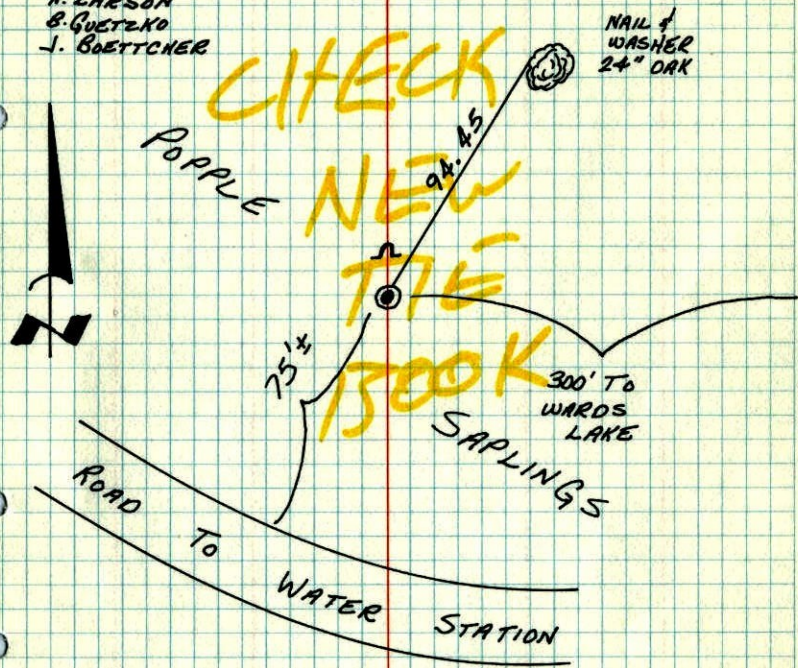 B. GUETZKO
J. BOETTCHER
NAIL &
WASHER
24" OAK
CHECK
NEW
TIE
BOOK
POPPLE
94.45
75'±
300' TO
WARDS
LAKE
SAPLINGS
ROAD TO WATER STATION
N